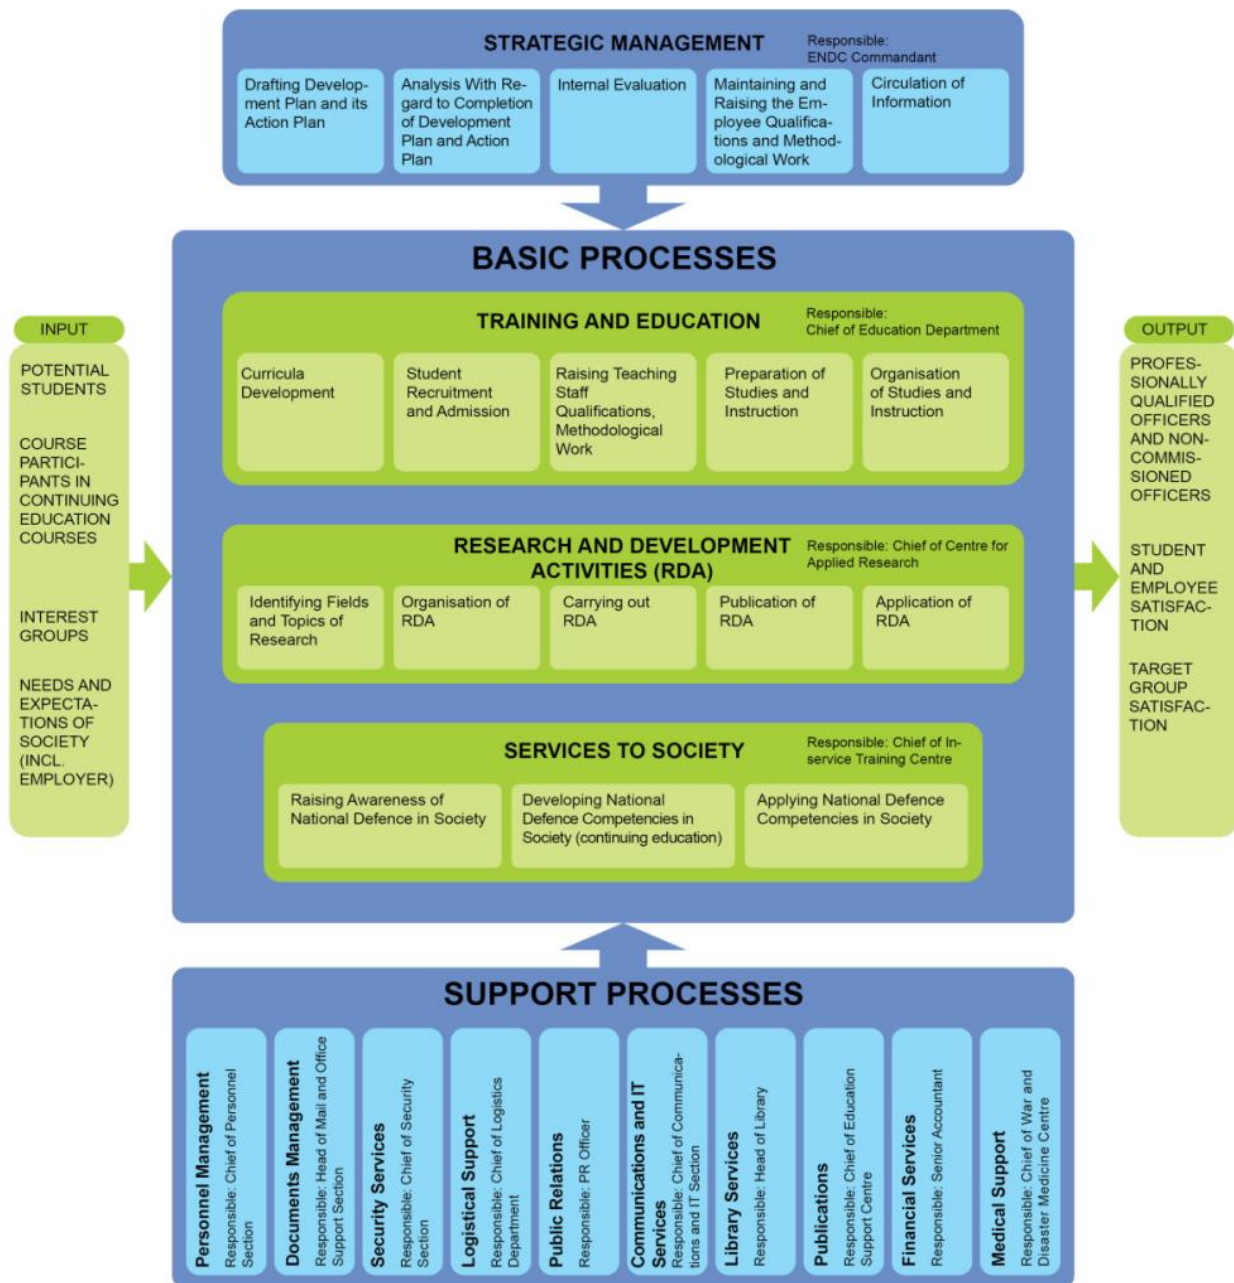 STRATEGIC MANAGEMENT
Responsible:
ENDC Commandant
Drafting Develop-
ment Plan and its
Action Plan
Analysis With Re-
gard to Completion
of Development
Plan and Action
Plan
Internal Evaluation
Maintaining and
Raising the Em-
ployee Qualifica-
tions and Method-
ological Work
Circulation of
Information
BASIC PROCESSES
INPUT
POTENTIAL
STUDENTS
COURSE
PARTICI-
PANTS IN
CONTINUING
EDUCATION
COURSES
INTEREST
GROUPS
NEEDS AND
EXPECTA-
TIONS OF
SOCIETY
(INCL.
EMPLOYER)
TRAINING AND EDUCATION
Responsible:
Chief of Education Department
Curricula
Development
Student
Recruitment
and Admission
Raising Teaching
Staff
Qualifications,
Methodological
Work
Preparation of
Studies and
Instruction
Organisation
of Studies and
Instruction
RESEARCH AND DEVELOPMENT
ACTIVITIES (RDA)
Responsible: Chief of Centre for
Applied Research
Identifying Fields
and Topics of
Research
Organisation of
RDA
Carrying out
RDA
Publication of
RDA
Application of
RDA
SERVICES TO SOCIETY
Responsible: Chief of In-
service Training Centre
Raising Awareness of
National Defence in Society
Developing National
Defence Competencies in
Society (continuing education)
Applying National Defence
Competencies in Society
OUTPUT
PROFES-
SIONALLY
QUALIFIED
OFFICERS
AND NON-
COMMIS-
SIONED
OFFICERS
STUDENT
AND
EMPLOYEE
SATISFAC-
TION
TARGET
GROUP
SATISFAC-
TION
SUPPORT PROCESSES
Personnel Management
Responsible: Chief of Personnel
Section
Documents Management
Responsible: Head of Mail and Office
Support Section
Security Services
Responsible: Chief of Security
Section
Logistical Support
Responsible: Chief of Logistics
Department
Public Relations
Responsible: PR Officer
Communications and IT
Services
Responsible: Chief of Communica-
tions and IT Section
Library Services
Responsible: Head of Library
Publications
Responsible: Chief of Education
Support Centre
Financial Services
Responsible: Senior Accountant
Medical Support
Responsible: Chief of War and
Disaster Medicine Centre